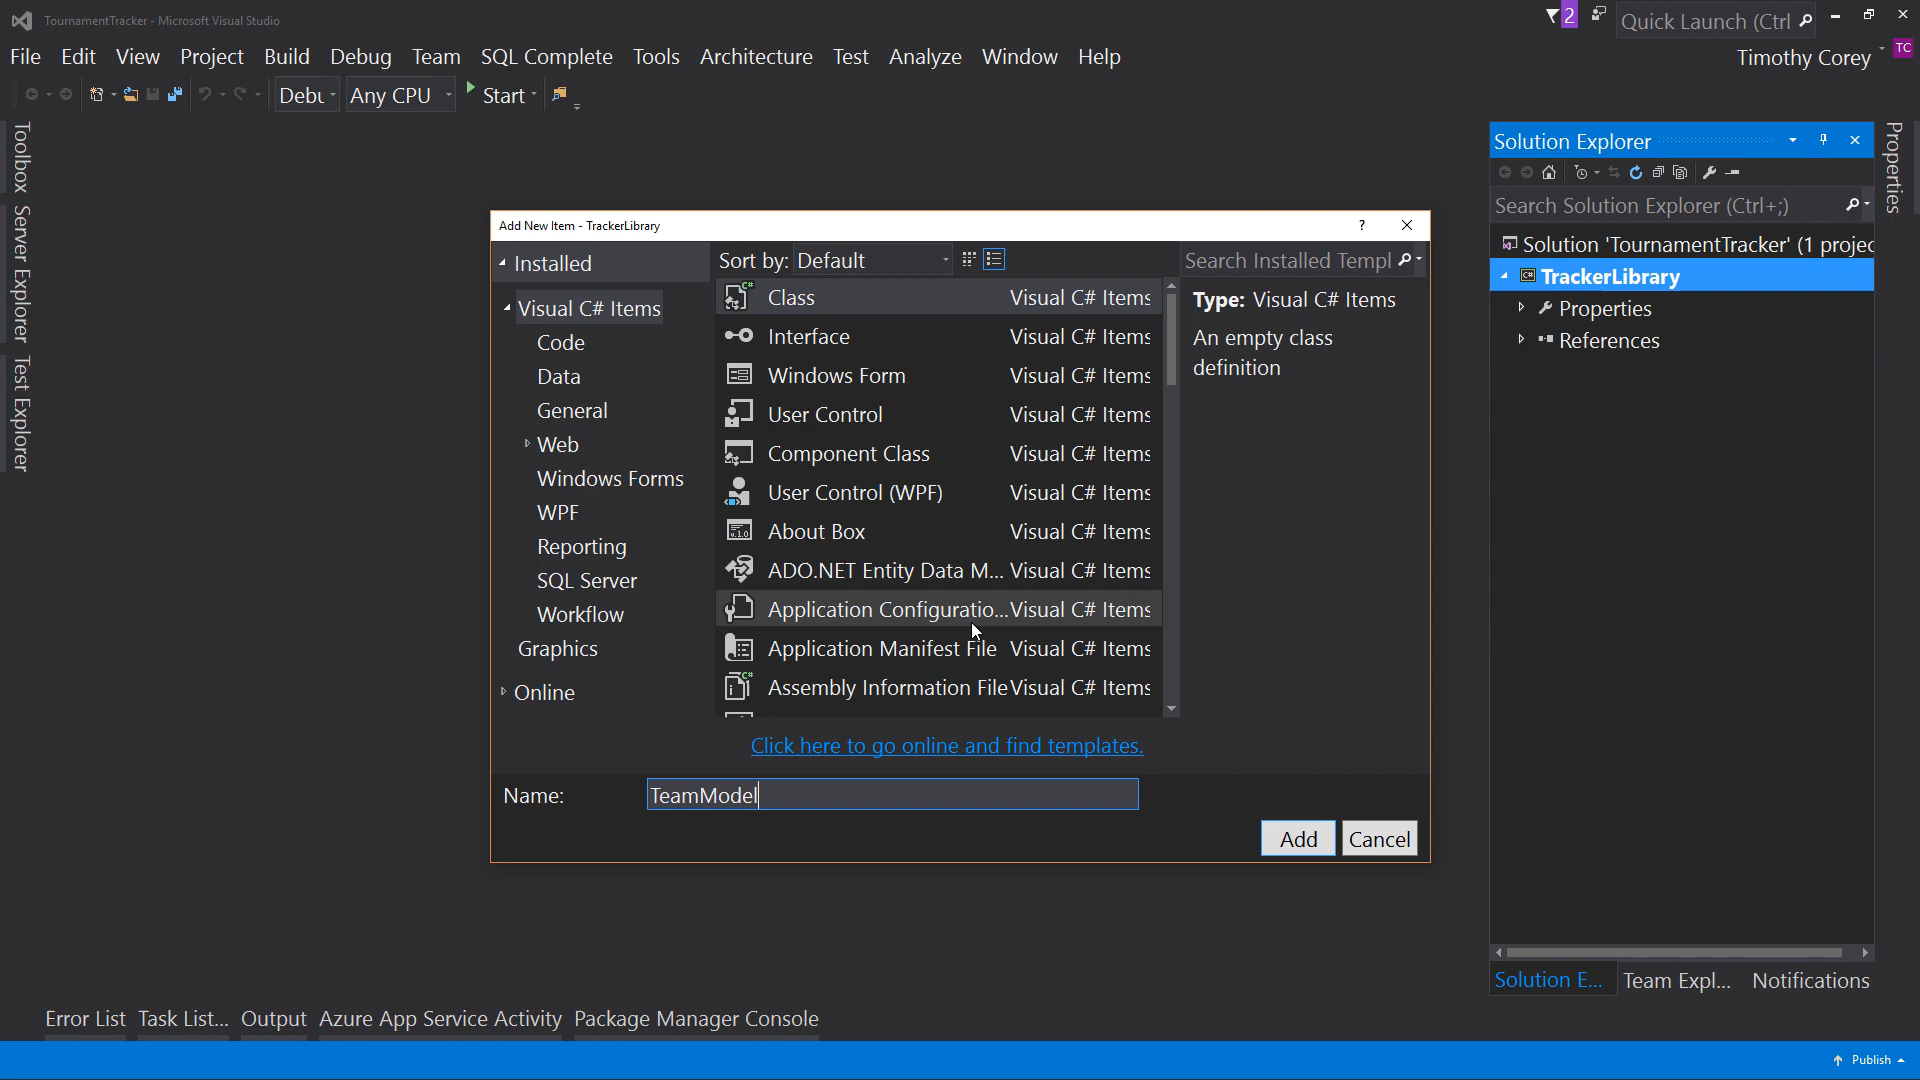 TournamentTracker - Microsoft Visual Studio
2
Quick Launch (Ctrl
File Edit View Project Build Debug Team SQL Complete Tools Architecture Test Analyze Window Help
Timothy Corey
TC
Any CPU Start
Toolbox
Server Explorer
Test Explorer
Add New Item - TrackerLibrary
?
Installed
Visual C# Items
Code
Data
General
Web
Windows Forms
WPF
Reporting
SQL Server
Workflow
Graphics
Online
Sort by: Default
Class Visual C# Items
Interface Visual C# Items
Windows Form Visual C# Items
User Control Visual C# Items
Component Class Visual C# Items
User Control (WPF) Visual C# Items
About Box Visual C# Items
ADO.NET Entity Data M... Visual C# Items
Application Configuratio... Visual C# Items
Application Manifest File Visual C# Items
Assembly Information File Visual C# Items
Click here to go online and find templates.
Search Installed Templ
Type: Visual C# Items
An empty class
definition
Name: TeamModel
Add Cancel
Solution Explorer
Search Solution Explorer (Ctrl+;)
Solution 'TournamentTracker' (1 projec
TrackerLibrary
Properties
References
Solution E... Team Expl... Notifications
Properties
Error List Task List... Output Azure App Service Activity Package Manager Console
Publish